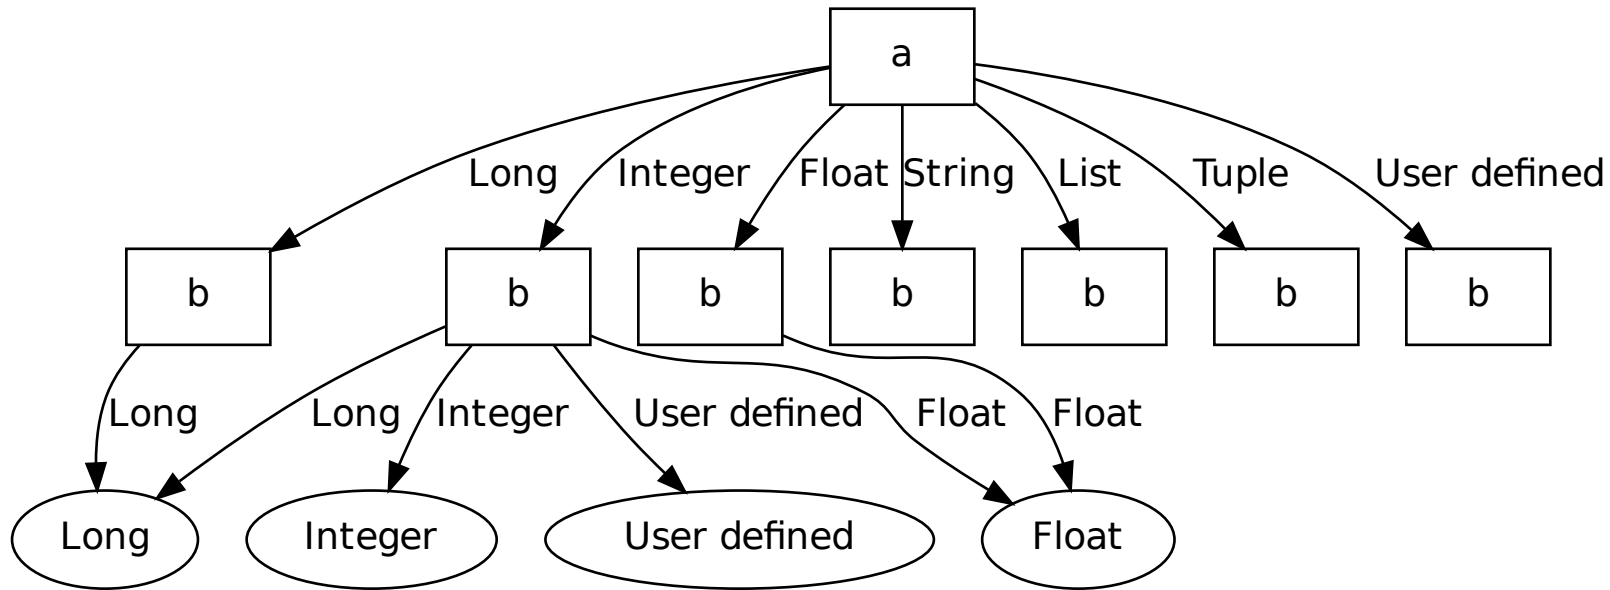 a
Long Integer Float String List Tuple User defined
b b b b b b b
Long Long Integer User defined Float Float
Long Integer User defined Float